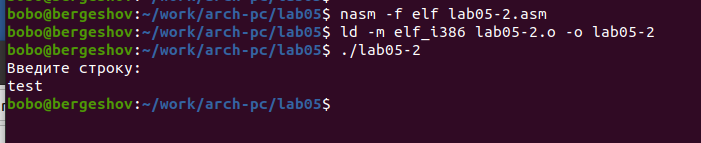 bobo@bergeshov:~/work/arch-pc/lab05$ nasm -f elf lab05-2.asm
bobo@bergeshov:~/work/arch-pc/lab05$ ld -m elf_i386 lab05-2.o -o lab05-2
bobo@bergeshov:~/work/arch-pc/lab05$ ./lab05-2
Введите строку:
test
bobo@bergeshov:~/work/arch-pc/lab05$